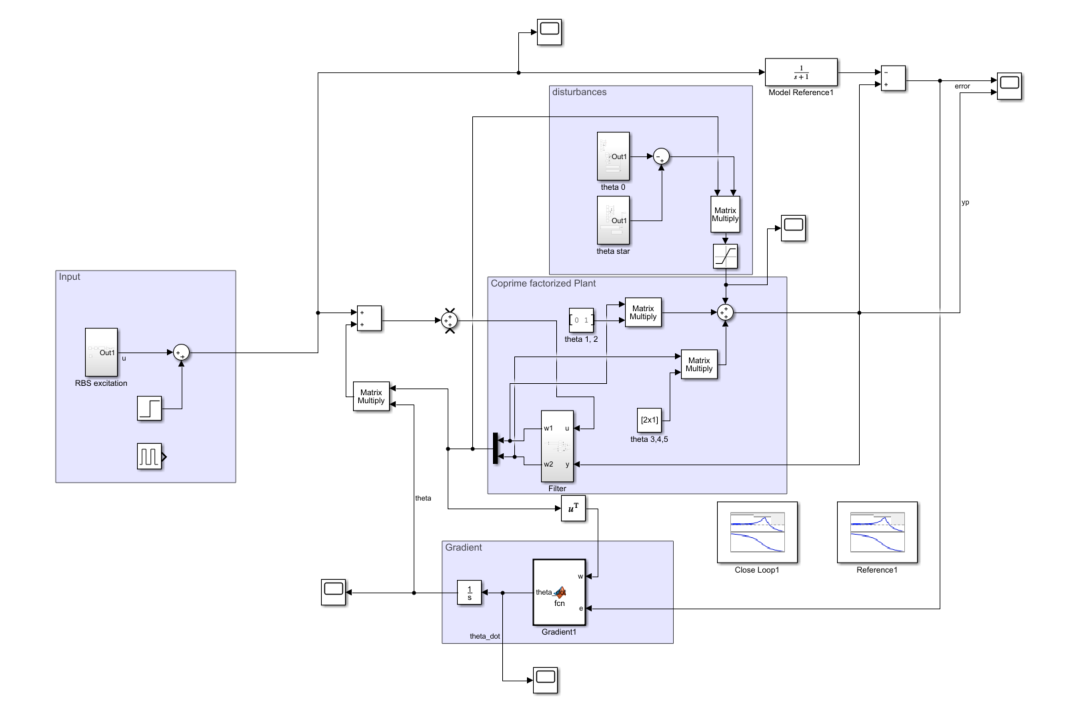 1
s+1
Model Reference1
−
+
error
disturbances
Out1
theta 0
−
+
Matrix
Multiply
Out1
theta star
yp
Input
Coprime factorized Plant
[ 0 1 ]
theta 1, 2
Matrix
Multiply
+
+
+
+
+
+
Out1
u
RBS excitation
+
+
Matrix
Multiply
Matrix
Multiply
[2x1]
theta 3,4,5
w1
u
w2
y
Filter
theta
uᵀ
Close Loop1
Reference1
Gradient
1
s
theta_dot
fcn
w
e
Gradient1
theta_dot